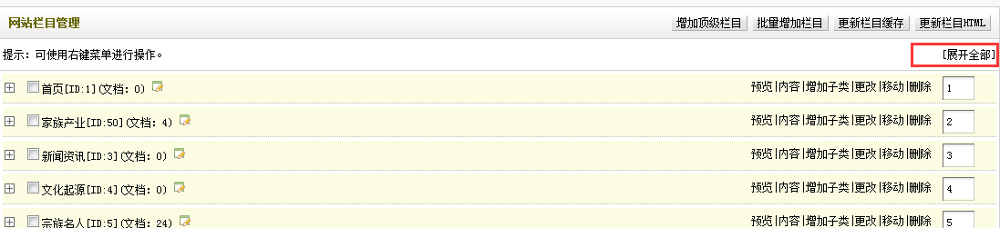 网站栏目管理 增加顶级栏目 批量增加栏目 更新栏目缓存 更新栏目HTML
提示：可使用右键菜单进行操作。 [展开全部]
首页[ID:1](文档：0) 预览|内容|增加子类|更改|移动|删除 1
家族产业[ID:50](文档：4) 预览|内容|增加子类|更改|移动|删除 2
新闻资讯[ID:3](文档：0) 预览|内容|增加子类|更改|移动|删除 3
文化起源[ID:4](文档：0) 预览|内容|增加子类|更改|移动|删除 4
宗族名人[ID:5](文档：24) 预览|内容|增加子类|更改|移动|删除 5